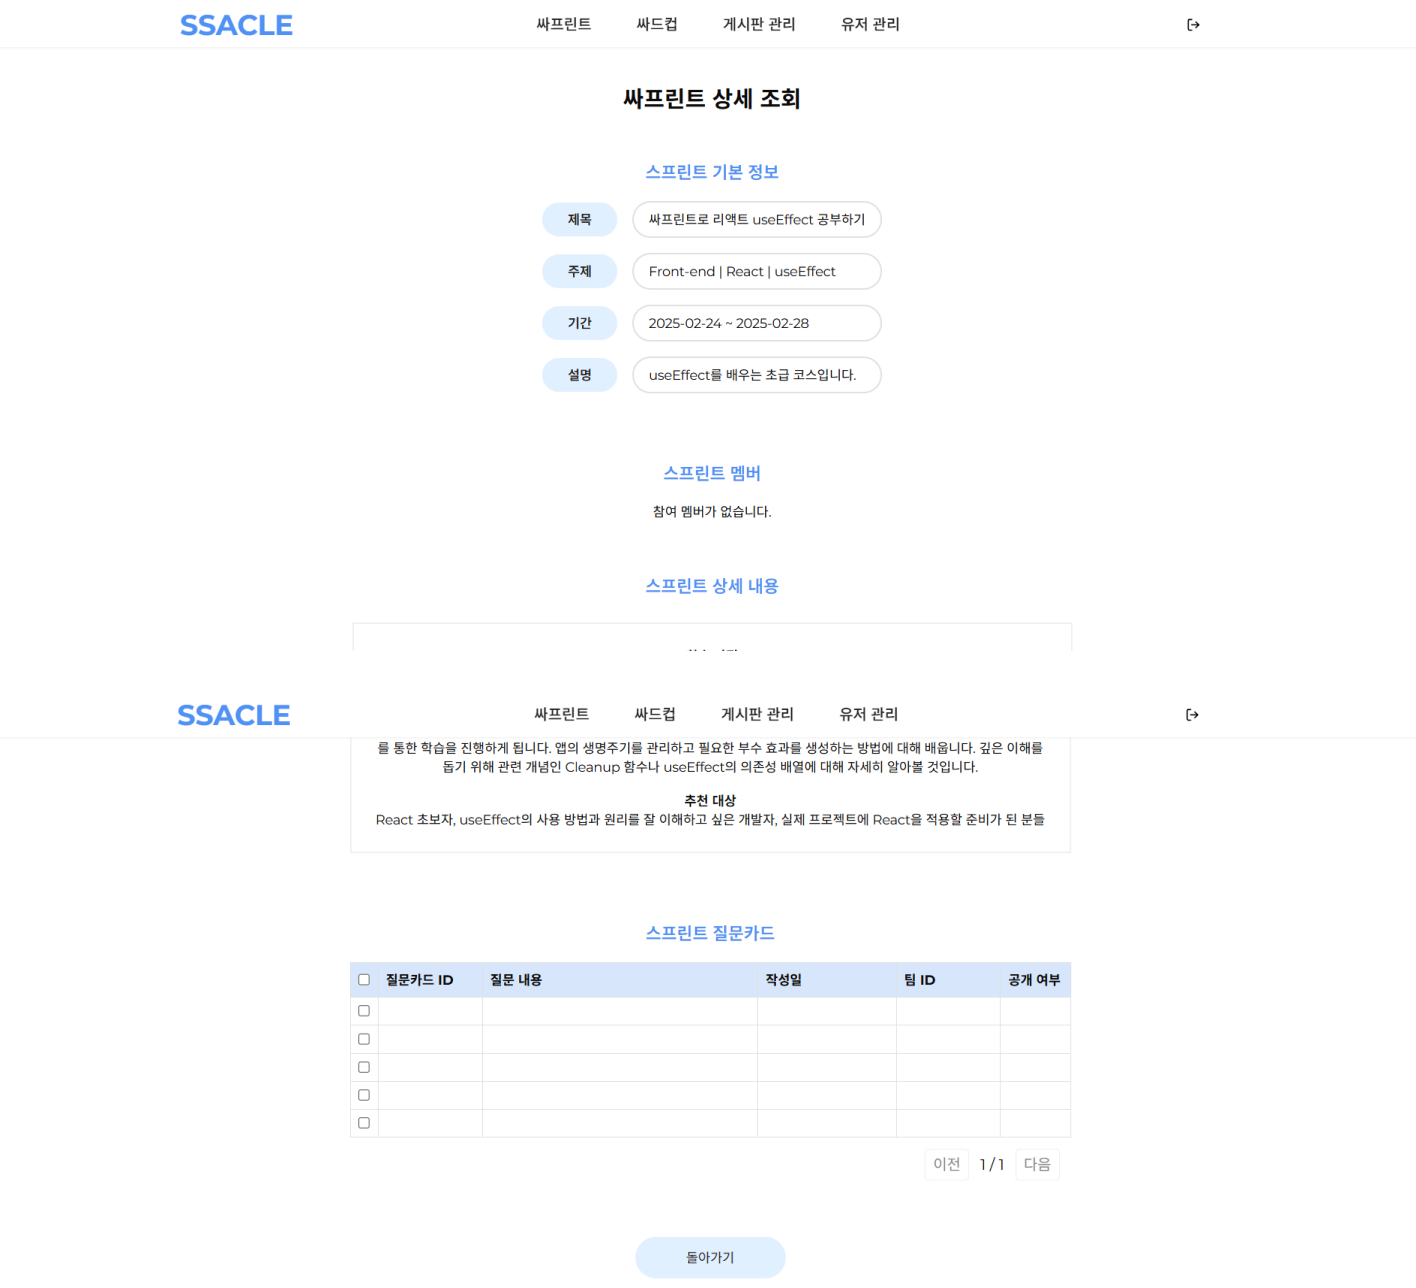 SSACLE 싸프린트 싸드컵 게시판 관리 유저 관리
싸프린트 상세 조회
스프린트 기본 정보
제목 싸프린트로 리액트 useEffect 공부하기
주제 Front-end | React | useEffect
기간 2025-02-24 ~ 2025-02-28
설명 useEffect를 배우는 초급 코스입니다.
스프린트 멤버
참여 멤버가 없습니다.
스프린트 상세 내용
SSACLE 싸프린트 싸드컵 게시판 관리 유저 관리
를 통한 학습을 진행하게 됩니다. 앱의 생명주기를 관리하고 필요한 부수 효과를 생성하는 방법에 대해 배웁니다. 깊은 이해를
돕기 위해 관련 개념인 Cleanup 함수나 useEffect의 의존성 배열에 대해 자세히 알아볼 것입니다.
추천 대상
React 초보자, useEffect의 사용 방법과 원리를 잘 이해하고 싶은 개발자, 실제 프로젝트에 React을 적용할 준비가 된 분들
스프린트 질문카드
질문카드 ID 질문 내용 작성일 팀 ID 공개 여부
이전 1 / 1 다음
돌아가기